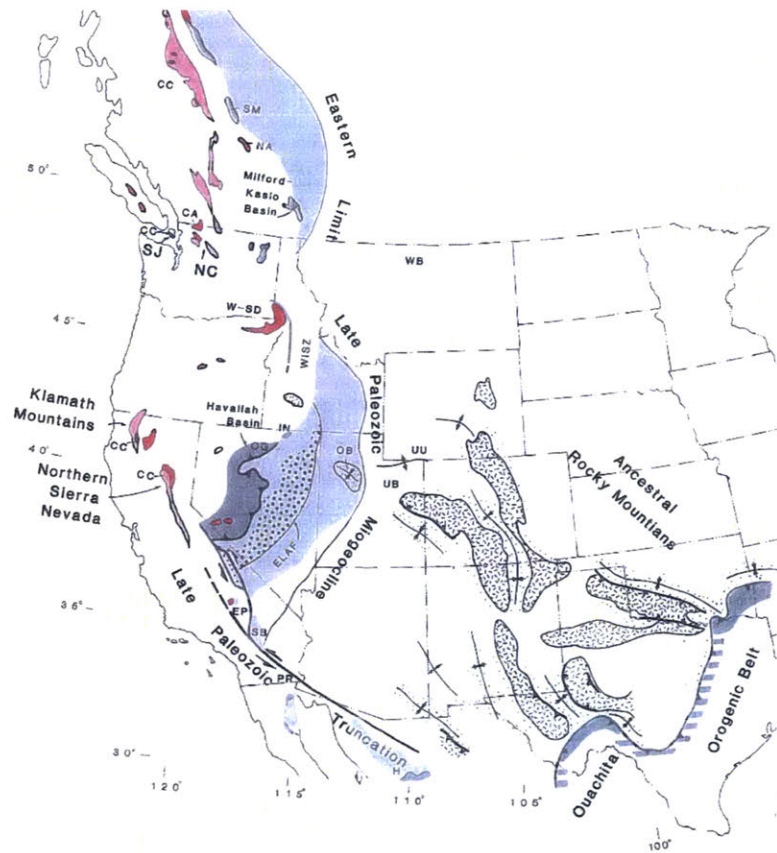 CC
SM
NA
Eastern
Limit
50°
Milford-
Kaslo
Basin
CA
CC
SJ
NC
WB
W-SD
45°
WISZ
Late
Paleozoic
Miogeocline
Klamath
Mountains
CC
Havallah
Basin
IN
OB
UU
UB
40°
CC
Northern
Sierra
Nevada
ELAF
Ancestral
Rocky Mountians
Late
Paleozoic
Truncation
35°
EP
SB
PR
30°
H
Ouachita
Orogenic Belt
120°
115°
110°
105°
100°